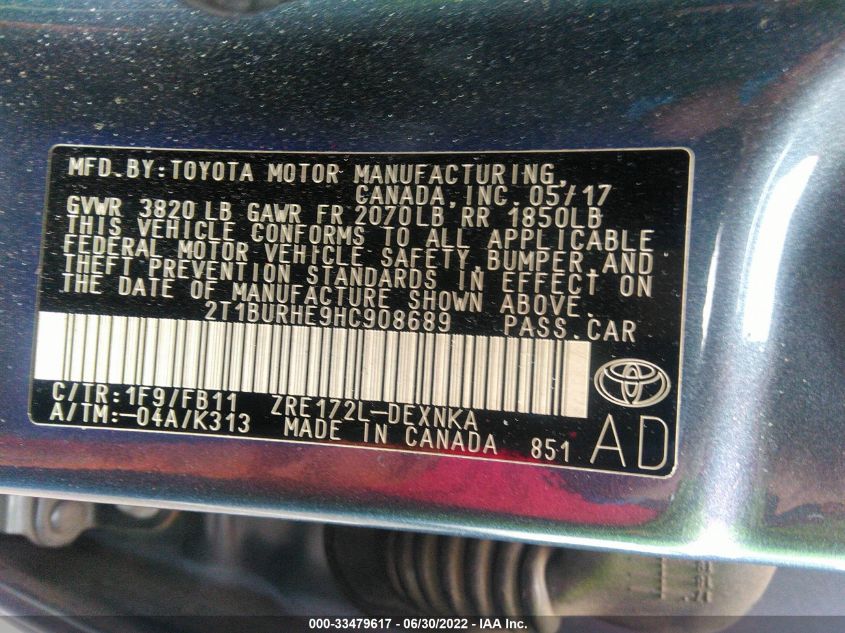 MFD. BY: TOYOTA MOTOR MANUFACTURING,
CANADA, INC. 05/17
GVWR 3820 LB GAWR FR 2070LB RR 1850LB
THIS VEHICLE CONFORMS TO ALL APPLICABLE
FEDERAL MOTOR VEHICLE SAFETY, BUMPER, AND
THEFT PREVENTION STANDARDS IN EFFECT ON
THE DATE OF MANUFACTURE SHOWN ABOVE.
2T1BURHE9HC908689 PASS. CAR
C/TR: 1F9/FB11 ZRE172L-DEXNKA
A/TM: -04A/K313 MADE IN CANADA 851 AD
000-33479617 - 06/30/2022 - IAA Inc.